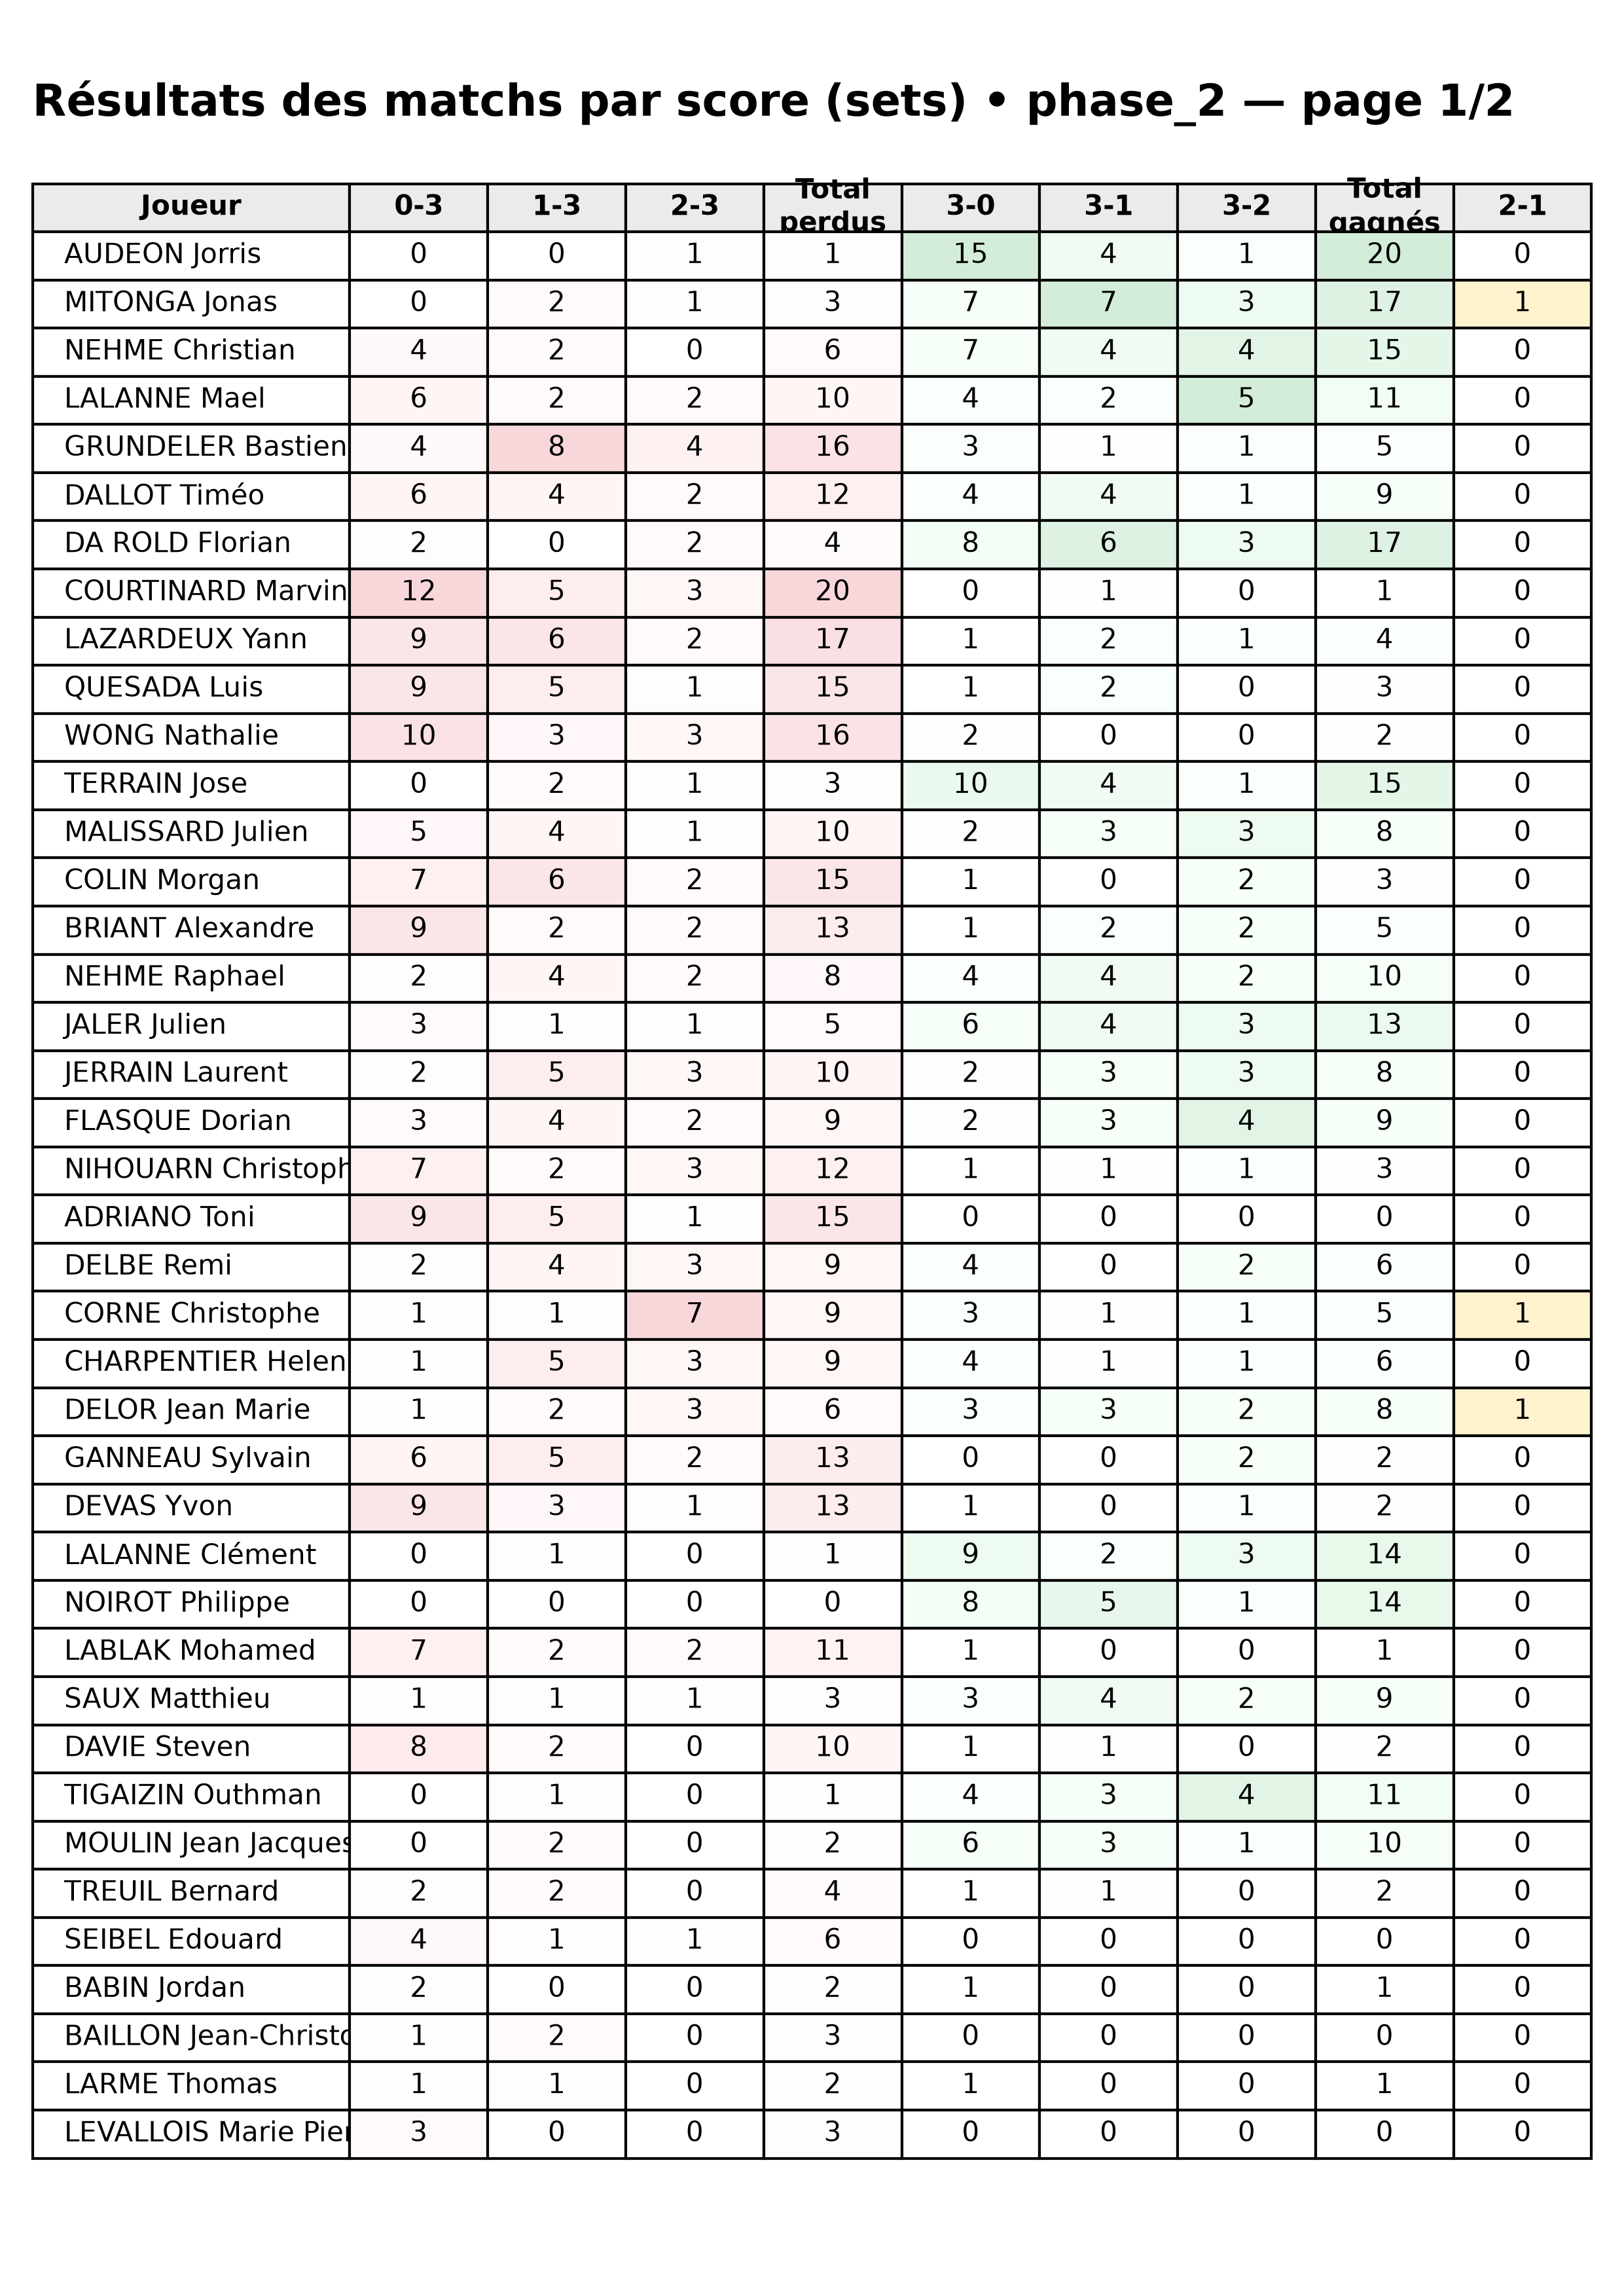 Résultats des matchs par score (sets) • phase_2 — page 1/2
Joueur 0-3 1-3 2-3 Total perdus 3-0 3-1 3-2 Total gagnés 2-1
AUDEON Jorris 0 0 1 1 15 4 1 20 0
MITONGA Jonas 0 2 1 3 7 7 3 17 1
NEHME Christian 4 2 0 6 7 4 4 15 0
LALANNE Mael 6 2 2 10 4 2 5 11 0
GRUNDELER Bastien 4 8 4 16 3 1 1 5 0
DALLOT Timéo 6 4 2 12 4 4 1 9 0
DA ROLD Florian 2 0 2 4 8 6 3 17 0
COURTINARD Marvin 12 5 3 20 0 1 0 1 0
LAZARDEUX Yann 9 6 2 17 1 2 1 4 0
QUESADA Luis 9 5 1 15 1 2 0 3 0
WONG Nathalie 10 3 3 16 2 0 0 2 0
TERRAIN Jose 0 2 1 3 10 4 1 15 0
MALISSARD Julien 5 4 1 10 2 3 3 8 0
COLIN Morgan 7 6 2 15 1 0 2 3 0
BRIANT Alexandre 9 2 2 13 1 2 2 5 0
NEHME Raphael 2 4 2 8 4 4 2 10 0
JALER Julien 3 1 1 5 6 4 3 13 0
JERRAIN Laurent 2 5 3 10 2 3 3 8 0
FLASQUE Dorian 3 4 2 9 2 3 4 9 0
NIHOUARN Christoph 7 2 3 12 1 1 1 3 0
ADRIANO Toni 9 5 1 15 0 0 0 0 0
DELBE Remi 2 4 3 9 4 0 2 6 0
CORNE Christophe 1 1 7 9 3 1 1 5 1
CHARPENTIER Helen 1 5 3 9 4 1 1 6 0
DELOR Jean Marie 1 2 3 6 3 3 2 8 1
GANNEAU Sylvain 6 5 2 13 0 0 2 2 0
DEVAS Yvon 9 3 1 13 1 0 1 2 0
LALANNE Clément 0 1 0 1 9 2 3 14 0
NOIROT Philippe 0 0 0 0 8 5 1 14 0
LABLAK Mohamed 7 2 2 11 1 0 0 1 0
SAUX Matthieu 1 1 1 3 3 4 2 9 0
DAVIE Steven 8 2 0 10 1 1 0 2 0
TIGAIZIN Outhman 0 1 0 1 4 3 4 11 0
MOULIN Jean Jacques 0 2 0 2 6 3 1 10 0
TREUIL Bernard 2 2 0 4 1 1 0 2 0
SEIBEL Edouard 4 1 1 6 0 0 0 0 0
BABIN Jordan 2 0 0 2 1 0 0 1 0
BAILLON Jean-Christo 1 2 0 3 0 0 0 0 0
LARME Thomas 1 1 0 2 1 0 0 1 0
LEVALLOIS Marie Pier 3 0 0 3 0 0 0 0 0